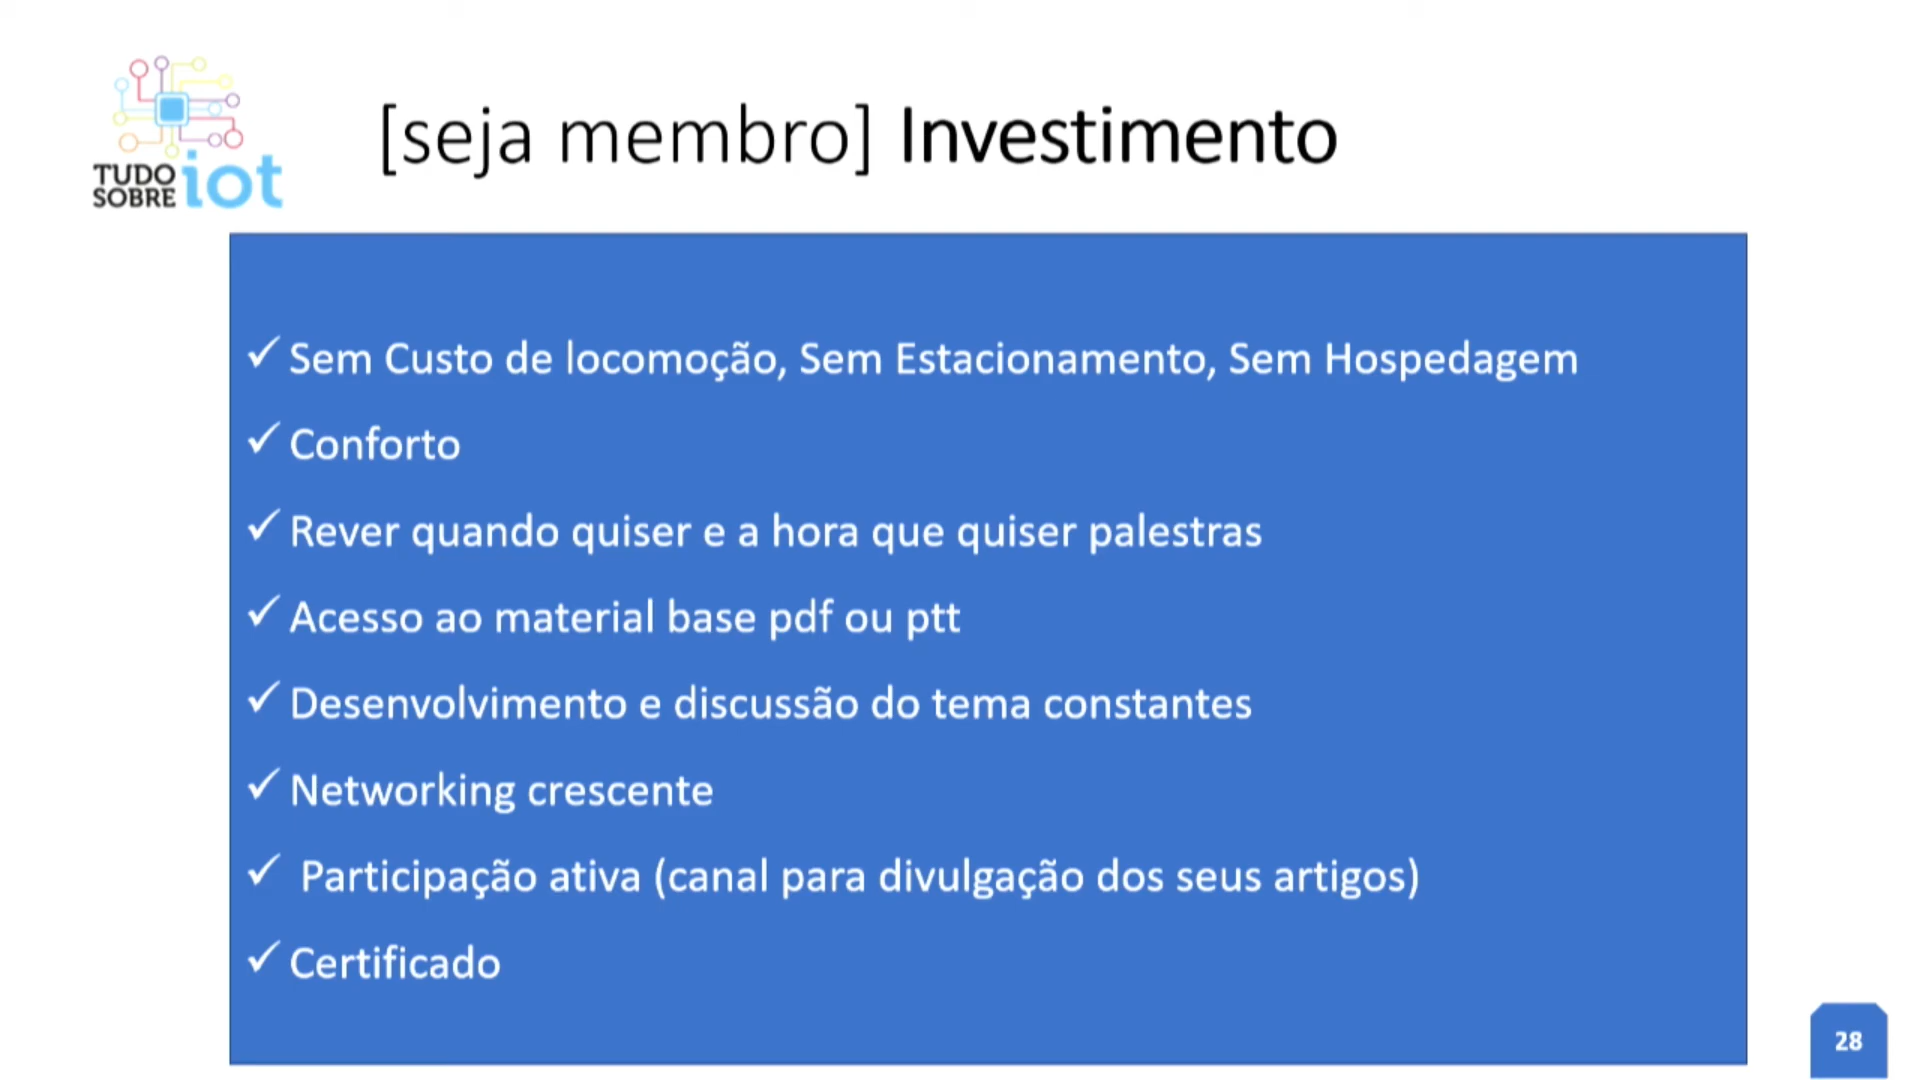 TUDO
SOBRE iot
[seja membro] Investimento
✓ Sem Custo de locomoção, Sem Estacionamento, Sem Hospedagem
✓ Conforto
✓ Rever quando quiser e a hora que quiser palestras
✓ Acesso ao material base pdf ou ptt
✓ Desenvolvimento e discussão do tema constantes
✓ Networking crescente
✓ Participação ativa (canal para divulgação dos seus artigos)
✓ Certificado
28